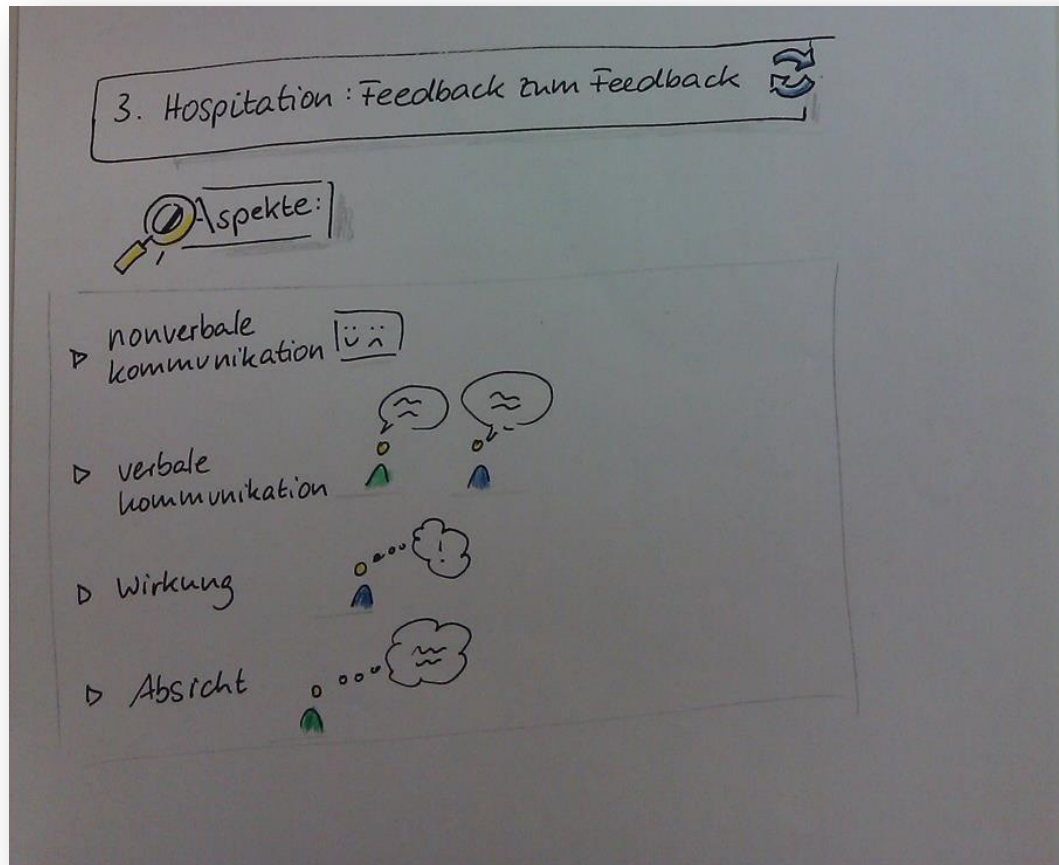 3. Hospitation: Feedback zum Feedback
Aspekte:
▷ nonverbale
kommunikation
▷ verbale
kommunikation
▷ Wirkung
!
▷ Absicht